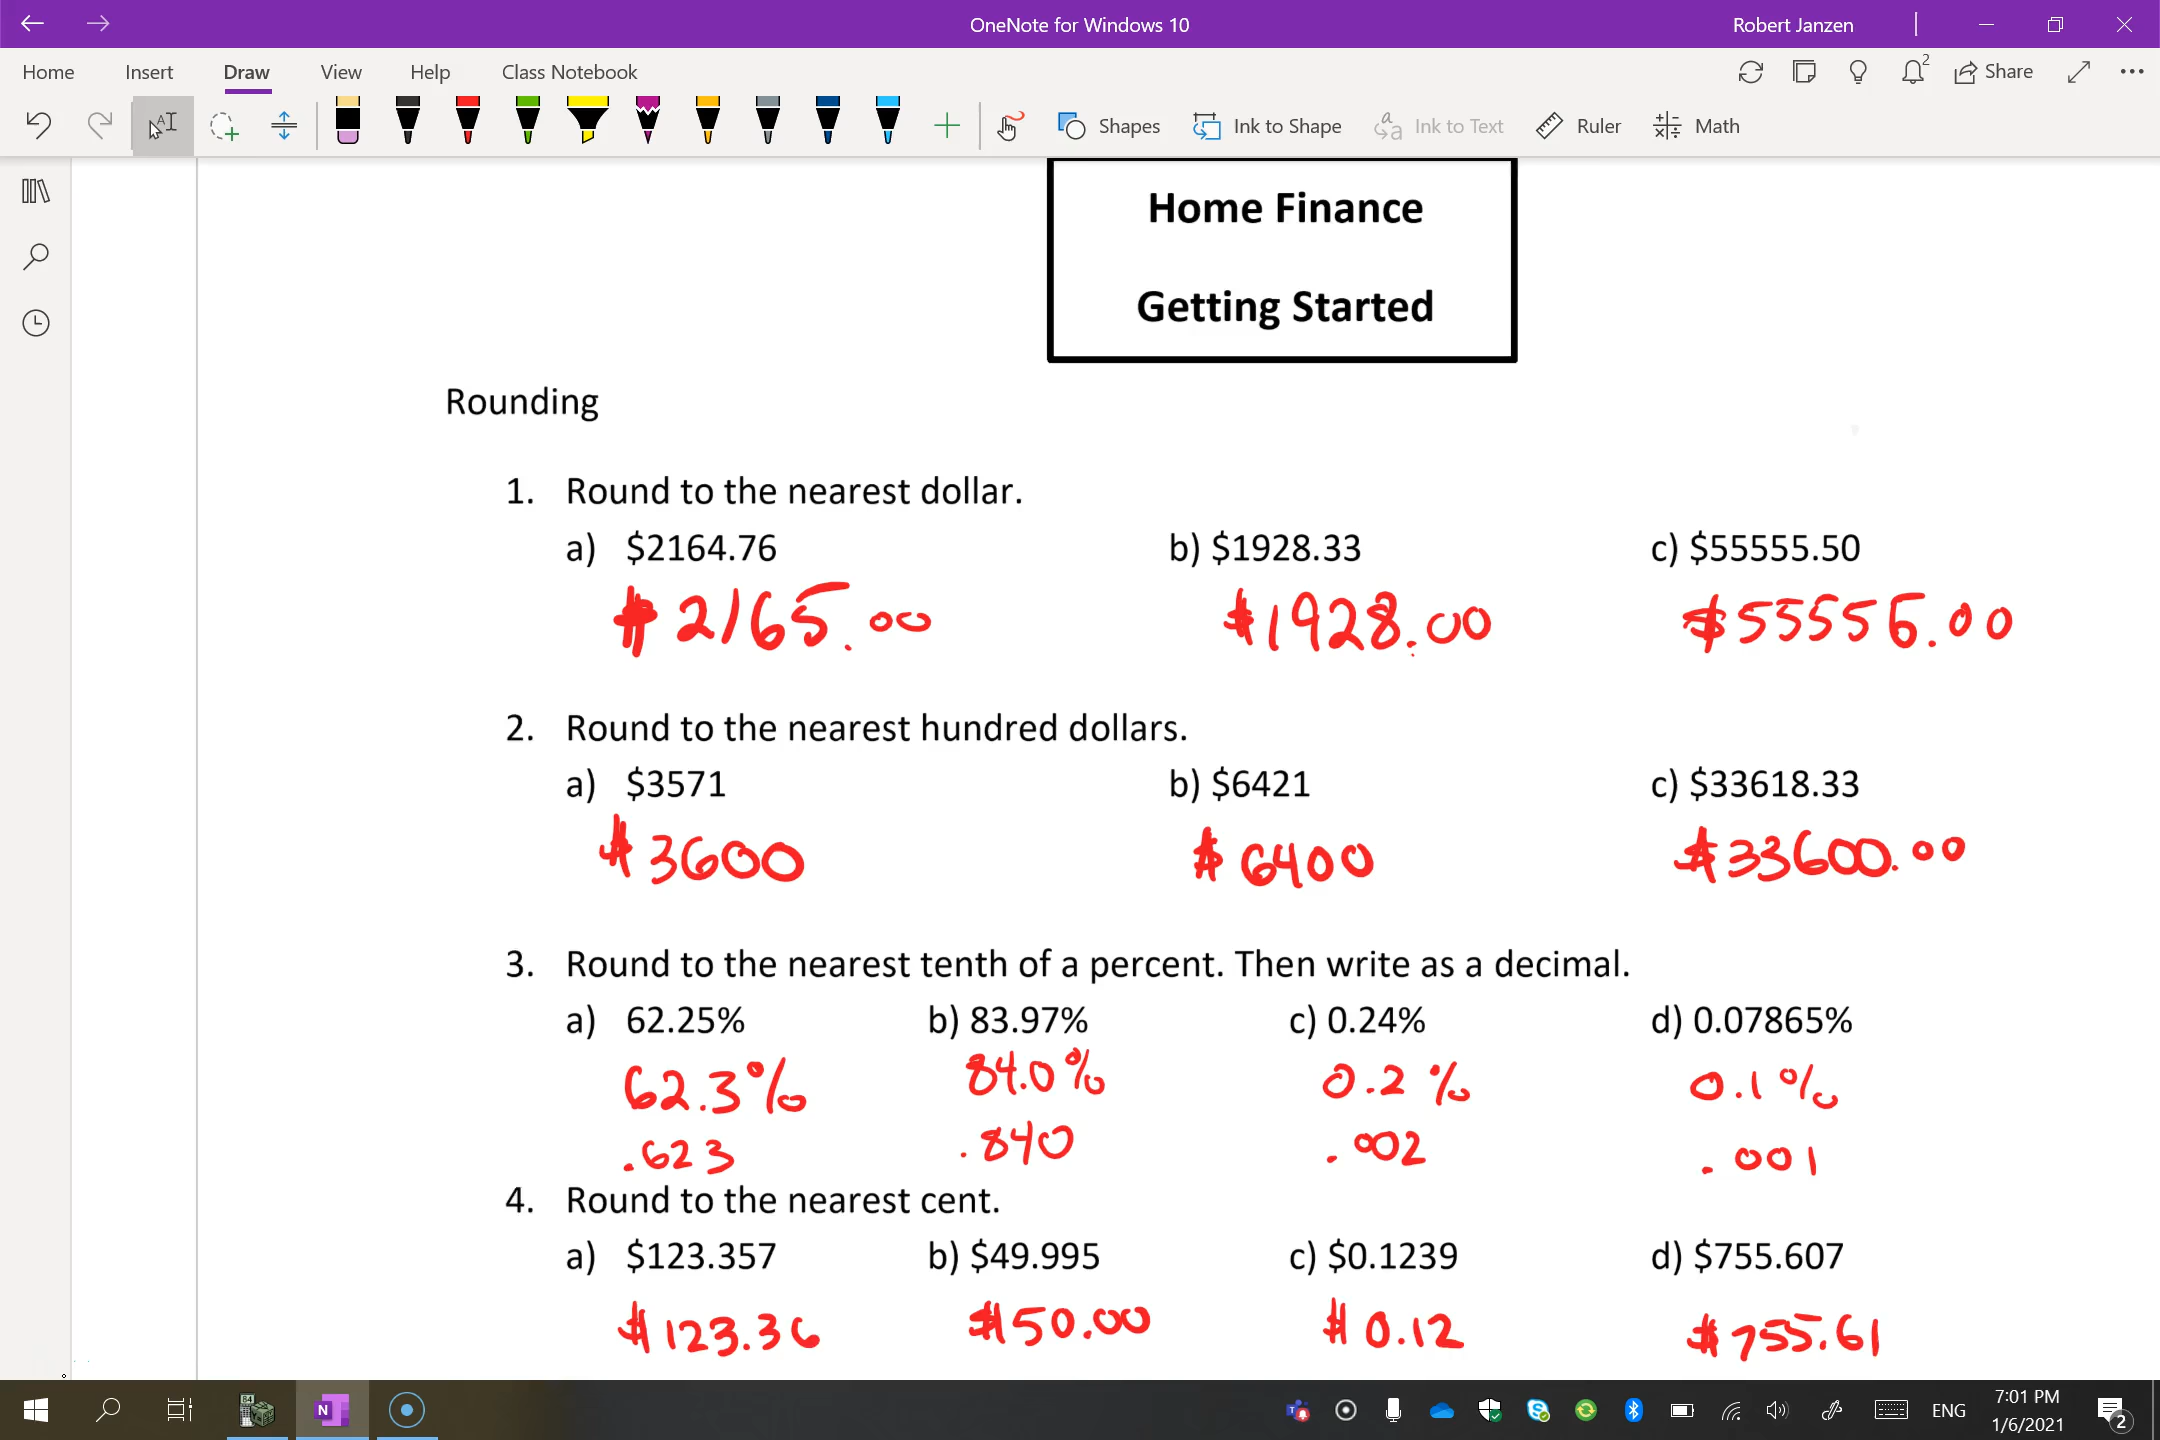 OneNote for Windows 10
Robert Janzen
Home Insert Draw View Help Class Notebook
2 Share
Shapes Ink to Shape Ink to Text Ruler Math
Home Finance
Getting Started
Rounding
1. Round to the nearest dollar.
a) $2164.76 b) $1928.33 c) $55555.50
$2165.00 $1928.00 $55556.00
2. Round to the nearest hundred dollars.
a) $3571 b) $6421 c) $33618.33
$3600 $6400 $33600.00
3. Round to the nearest tenth of a percent. Then write as a decimal.
a) 62.25% b) 83.97% c) 0.24% d) 0.07865%
62.3% 84.0% 0.2% 0.1%
.623 .840 .002 .001
4. Round to the nearest cent.
a) $123.357 b) $49.995 c) $0.1239 d) $755.607
$123.36 $50.00 $0.12 $755.61
ENG
7:01 PM
1/6/2021
2